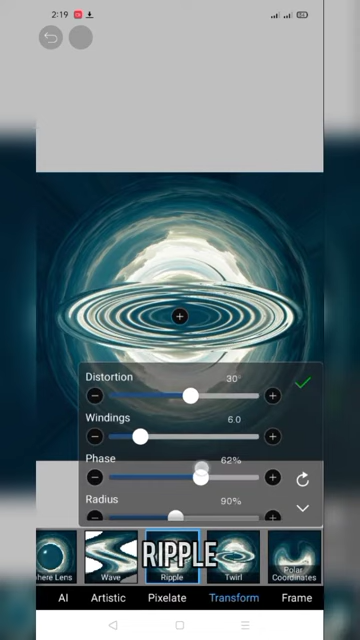 2:19
Distortion 30°
Windings 6.0
Phase 62%
Radius 90%
RIPPLE
here Lens Wave Ripple Twirl Polar
Coordinates
AI Artistic Pixelate Transform Frame